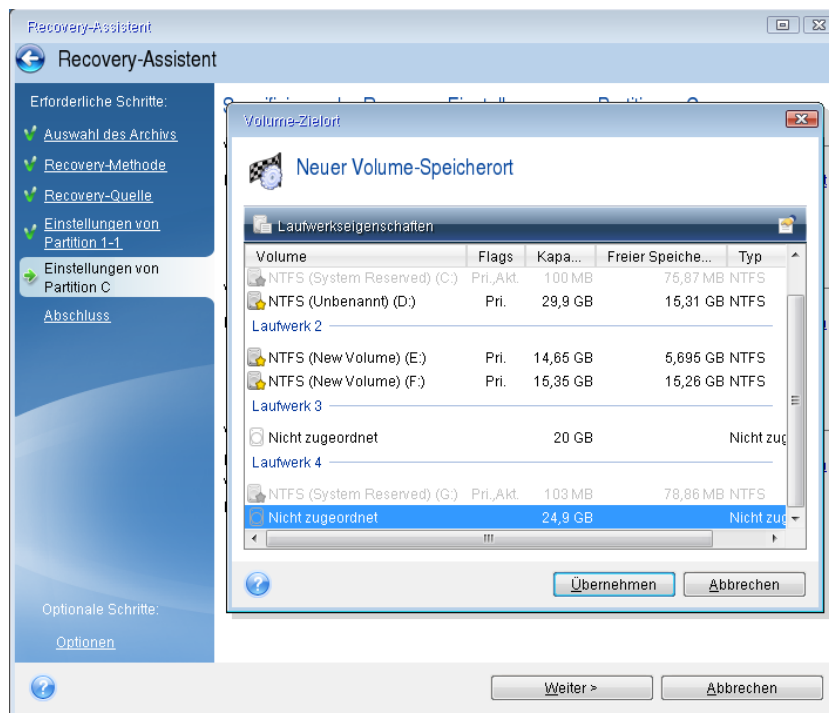 Recovery-Assistent
Recovery-Assistent
Erforderliche Schritte:
Auswahl des Archivs
Recovery-Methode
Recovery-Quelle
Einstellungen von
Partition 1-1
Einstellungen von
Partition C
Abschluss
Optionale Schritte:
Optionen
Volume-Zielort
Neuer Volume-Speicherort
Laufwerkseigenschaften
Volume Flags Kapa... Freier Speiche... Typ
NTFS (System Reserved) (C:) Pri.,Akt. 100 MB 75,87 MB NTFS
NTFS (Unbenannt) (D:) Pri. 29,9 GB 15,31 GB NTFS
Laufwerk 2
NTFS (New Volume) (E:) Pri. 14,65 GB 5,695 GB NTFS
NTFS (New Volume) (F:) Pri. 15,35 GB 15,26 GB NTFS
Laufwerk 3
Nicht zugeordnet 20 GB Nicht zug
Laufwerk 4
NTFS (System Reserved) (G:) Pri.,Akt. 103 MB 78,86 MB NTFS
Nicht zugeordnet 24,9 GB Nicht zug
Übernehmen Abbrechen
Weiter > Abbrechen